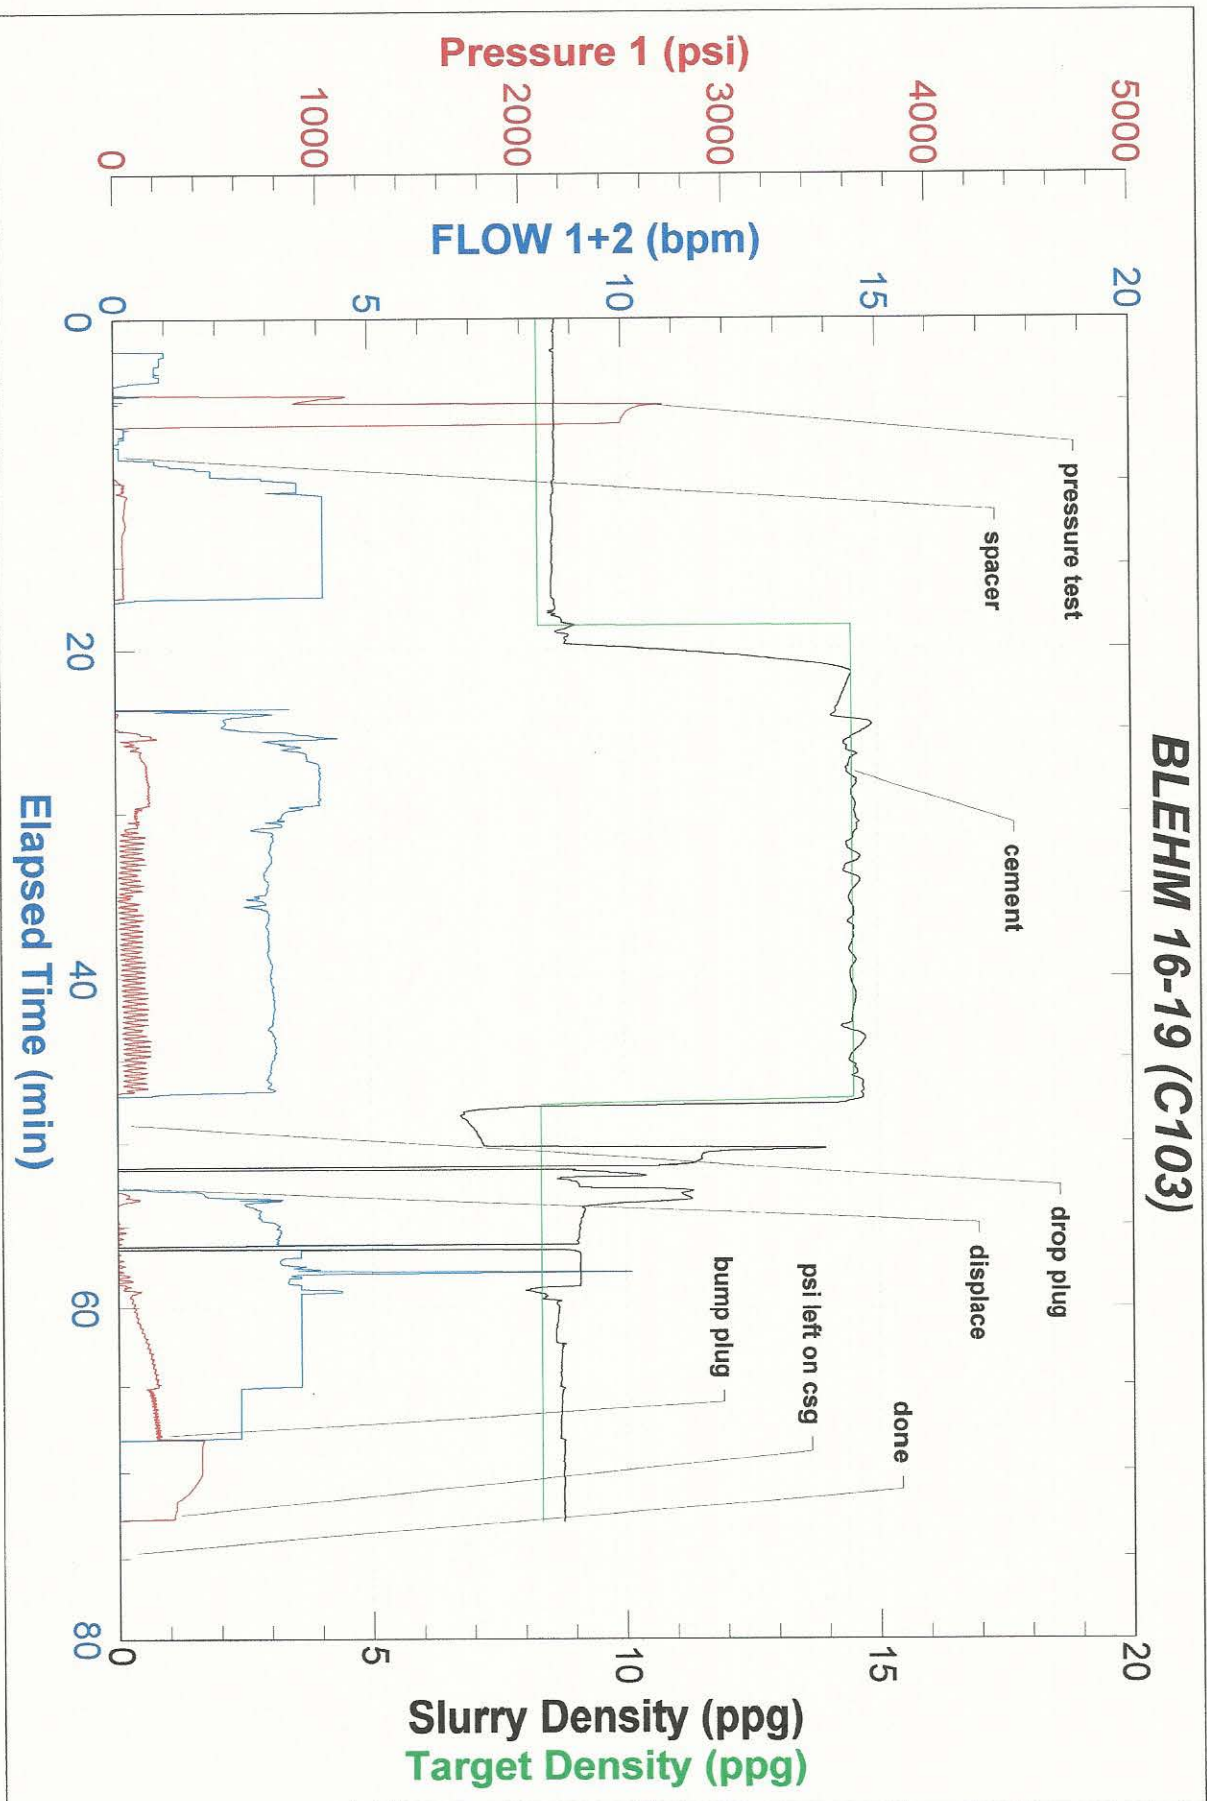 BLEHM 16-19 (C103)
Pressure 1 (psi)
5000
4000
3000
2000
1000
0
FLOW 1+2 (bpm)
20
15
10
5
0
pressure test
spacer
cement
drop plug
displace
bump plug
psi left on csg
done
0
20
40
60
80
Elapsed Time (min)
20
15
10
5
0
Slurry Density (ppg)
Target Density (ppg)